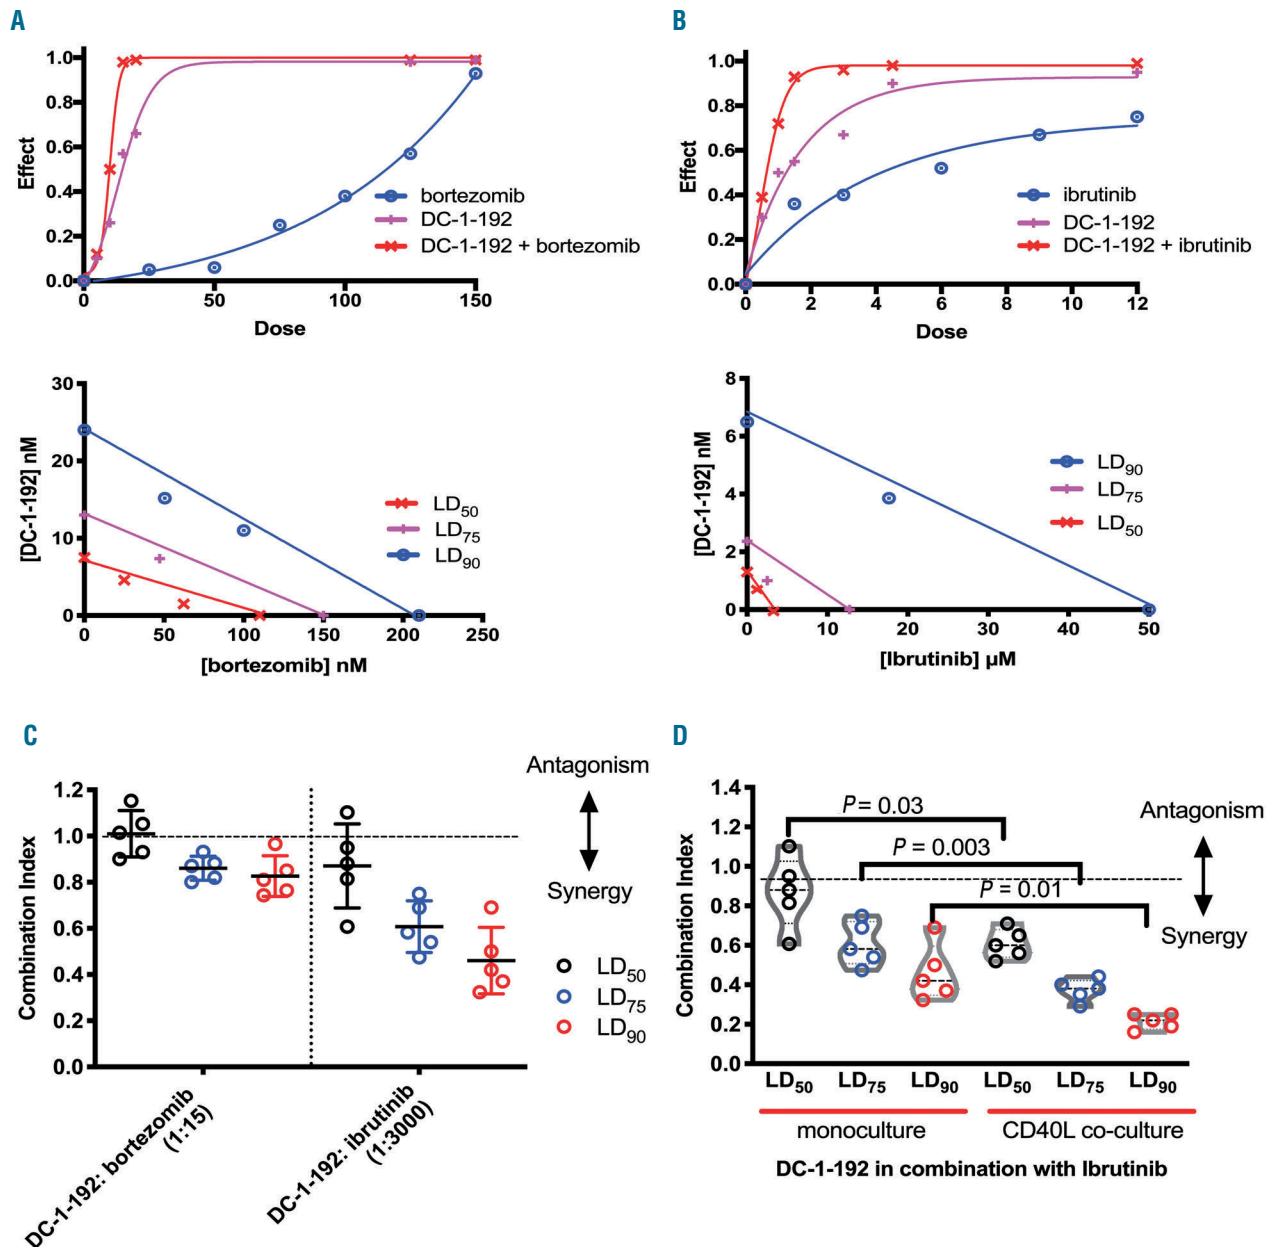 A
1.0
0.8
0.6
0.4
0.2
0.0
Effect
0
50
100
150
Dose
bortezomib
DC-1-192
DC-1-192 + bortezomib
30
20
10
0
[DC-1-192] nM
0
50
100
150
200
250
[bortezomib] nM
LD50
LD75
LD90
B
1.0
0.8
0.6
0.4
0.2
0.0
Effect
0
2
4
6
8
10
12
Dose
ibrutinib
DC-1-192
DC-1-192 + ibrutinib
8
6
4
2
0
[DC-1-192] nM
0
10
20
30
40
50
[Ibrutinib] µM
LD90
LD75
LD50
C
1.2
1.0
0.8
0.6
0.4
0.2
0.0
Combination Index
DC-1-192: bortezomib
(1:15)
DC-1-192: ibrutinib
(1:3000)
Antagonism
Synergy
LD50
LD75
LD90
D
1.4
1.2
1.0
0.8
0.6
0.4
0.2
0.0
Combination Index
P = 0.03
P = 0.003
P = 0.01
Antagonism
Synergy
LD50
LD75
LD90
LD50
LD75
LD90
monoculture
CD40L co-culture
DC-1-192 in combination with Ibrutinib